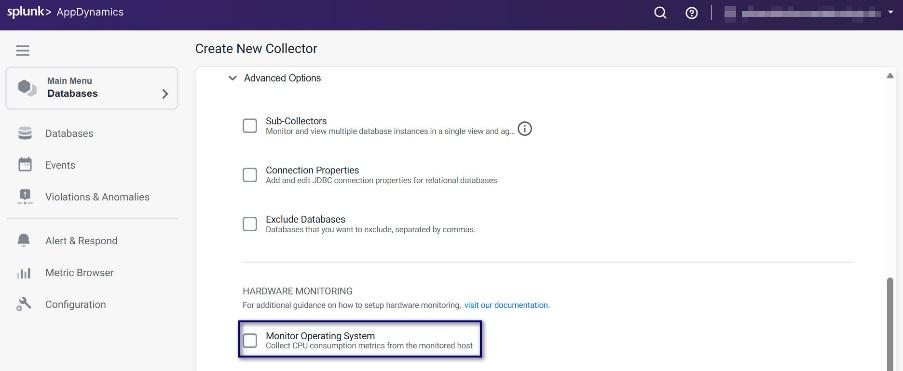 splunk> AppDynamics
Create New Collector
Main Menu
Databases
Databases
Events
Violations & Anomalies
Alert & Respond
Metric Browser
Configuration
Advanced Options
Sub-Collectors
Monitor and view multiple database instances in a single view and ag...
Connection Properties
Add and edit JDBC connection properties for relational databases
Exclude Databases
Databases that you want to exclude, separated by commas.
HARDWARE MONITORING
For additional guidance on how to setup hardware monitoring, visit our documentation.
Monitor Operating System
Collect CPU consumption metrics from the monitored host